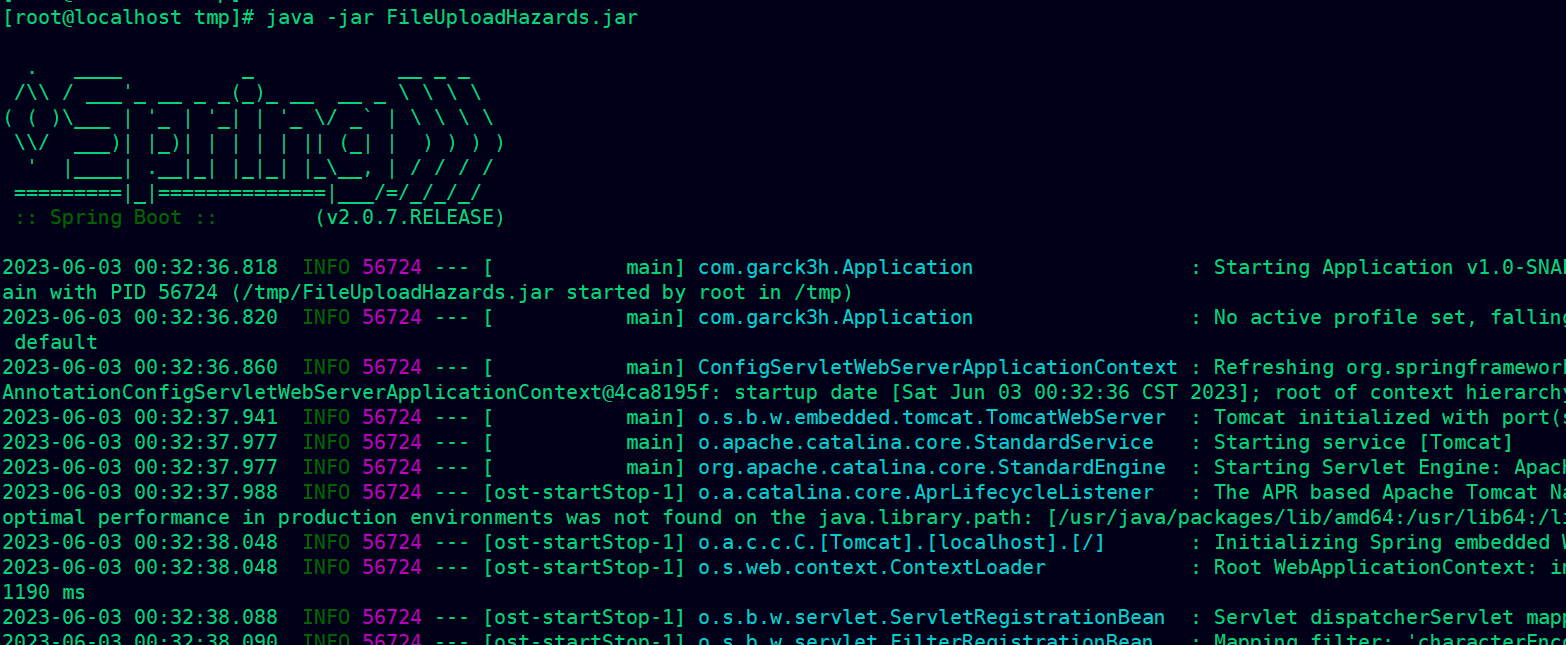 [root@localhost tmp]# java -jar FileUploadHazards.jar
  .   ____          _            __ _ _
 /\\ / ___'_ __ _ _(_)_ __  __ _ \ \ \ \
( ( )\___ | '_ | '_| | '_ \/ _` | \ \ \ \
 \\/  ___)| |_)| | | | | || (_| |  ) ) ) )
  '  |____| .__|_| |_|_| |_\__, | / / / /
 =========|_|==============|___/=/_/_/_/
 :: Spring Boot ::        (v2.0.7.RELEASE)
2023-06-03 00:32:36.818  INFO 56724 --- [           main] com.garck3h.Application                  : Starting Application v1.0-SNA
ain with PID 56724 (/tmp/FileUploadHazards.jar started by root in /tmp)
2023-06-03 00:32:36.820  INFO 56724 --- [           main] com.garck3h.Application                  : No active profile set, falling
 default
2023-06-03 00:32:36.860  INFO 56724 --- [           main] ConfigServletWebServerApplicationContext : Refreshing org.springframework
AnnotationConfigServletWebServerApplicationContext@4ca8195f: startup date [Sat Jun 03 00:32:36 CST 2023]; root of context hierarchy
2023-06-03 00:32:37.941  INFO 56724 --- [           main] o.s.b.w.embedded.tomcat.TomcatWebServer  : Tomcat initialized with port(s
2023-06-03 00:32:37.977  INFO 56724 --- [           main] o.apache.catalina.core.StandardService   : Starting service [Tomcat]
2023-06-03 00:32:37.977  INFO 56724 --- [           main] org.apache.catalina.core.StandardEngine  : Starting Servlet Engine: Apac
2023-06-03 00:32:37.988  INFO 56724 --- [ost-startStop-1] o.a.catalina.core.AprLifecycleListener   : The APR based Apache Tomcat Na
optimal performance in production environments was not found on the java.library.path: [/usr/java/packages/lib/amd64:/usr/lib64:/li
2023-06-03 00:32:38.048  INFO 56724 --- [ost-startStop-1] o.a.c.c.C.[Tomcat].[localhost].[/]       : Initializing Spring embedded W
2023-06-03 00:32:38.048  INFO 56724 --- [ost-startStop-1] o.s.web.context.ContextLoader            : Root WebApplicationContext: in
1190 ms
2023-06-03 00:32:38.088  INFO 56724 --- [ost-startStop-1] o.s.b.w.servlet.ServletRegistrationBean  : Servlet dispatcherServlet mapp
2023-06-03 00:32:38.090  INFO 56724 --- [ost-startStop-1] o.s.b.w.servlet.FilterRegistrationBean   : Mapping filter: 'characterEnco